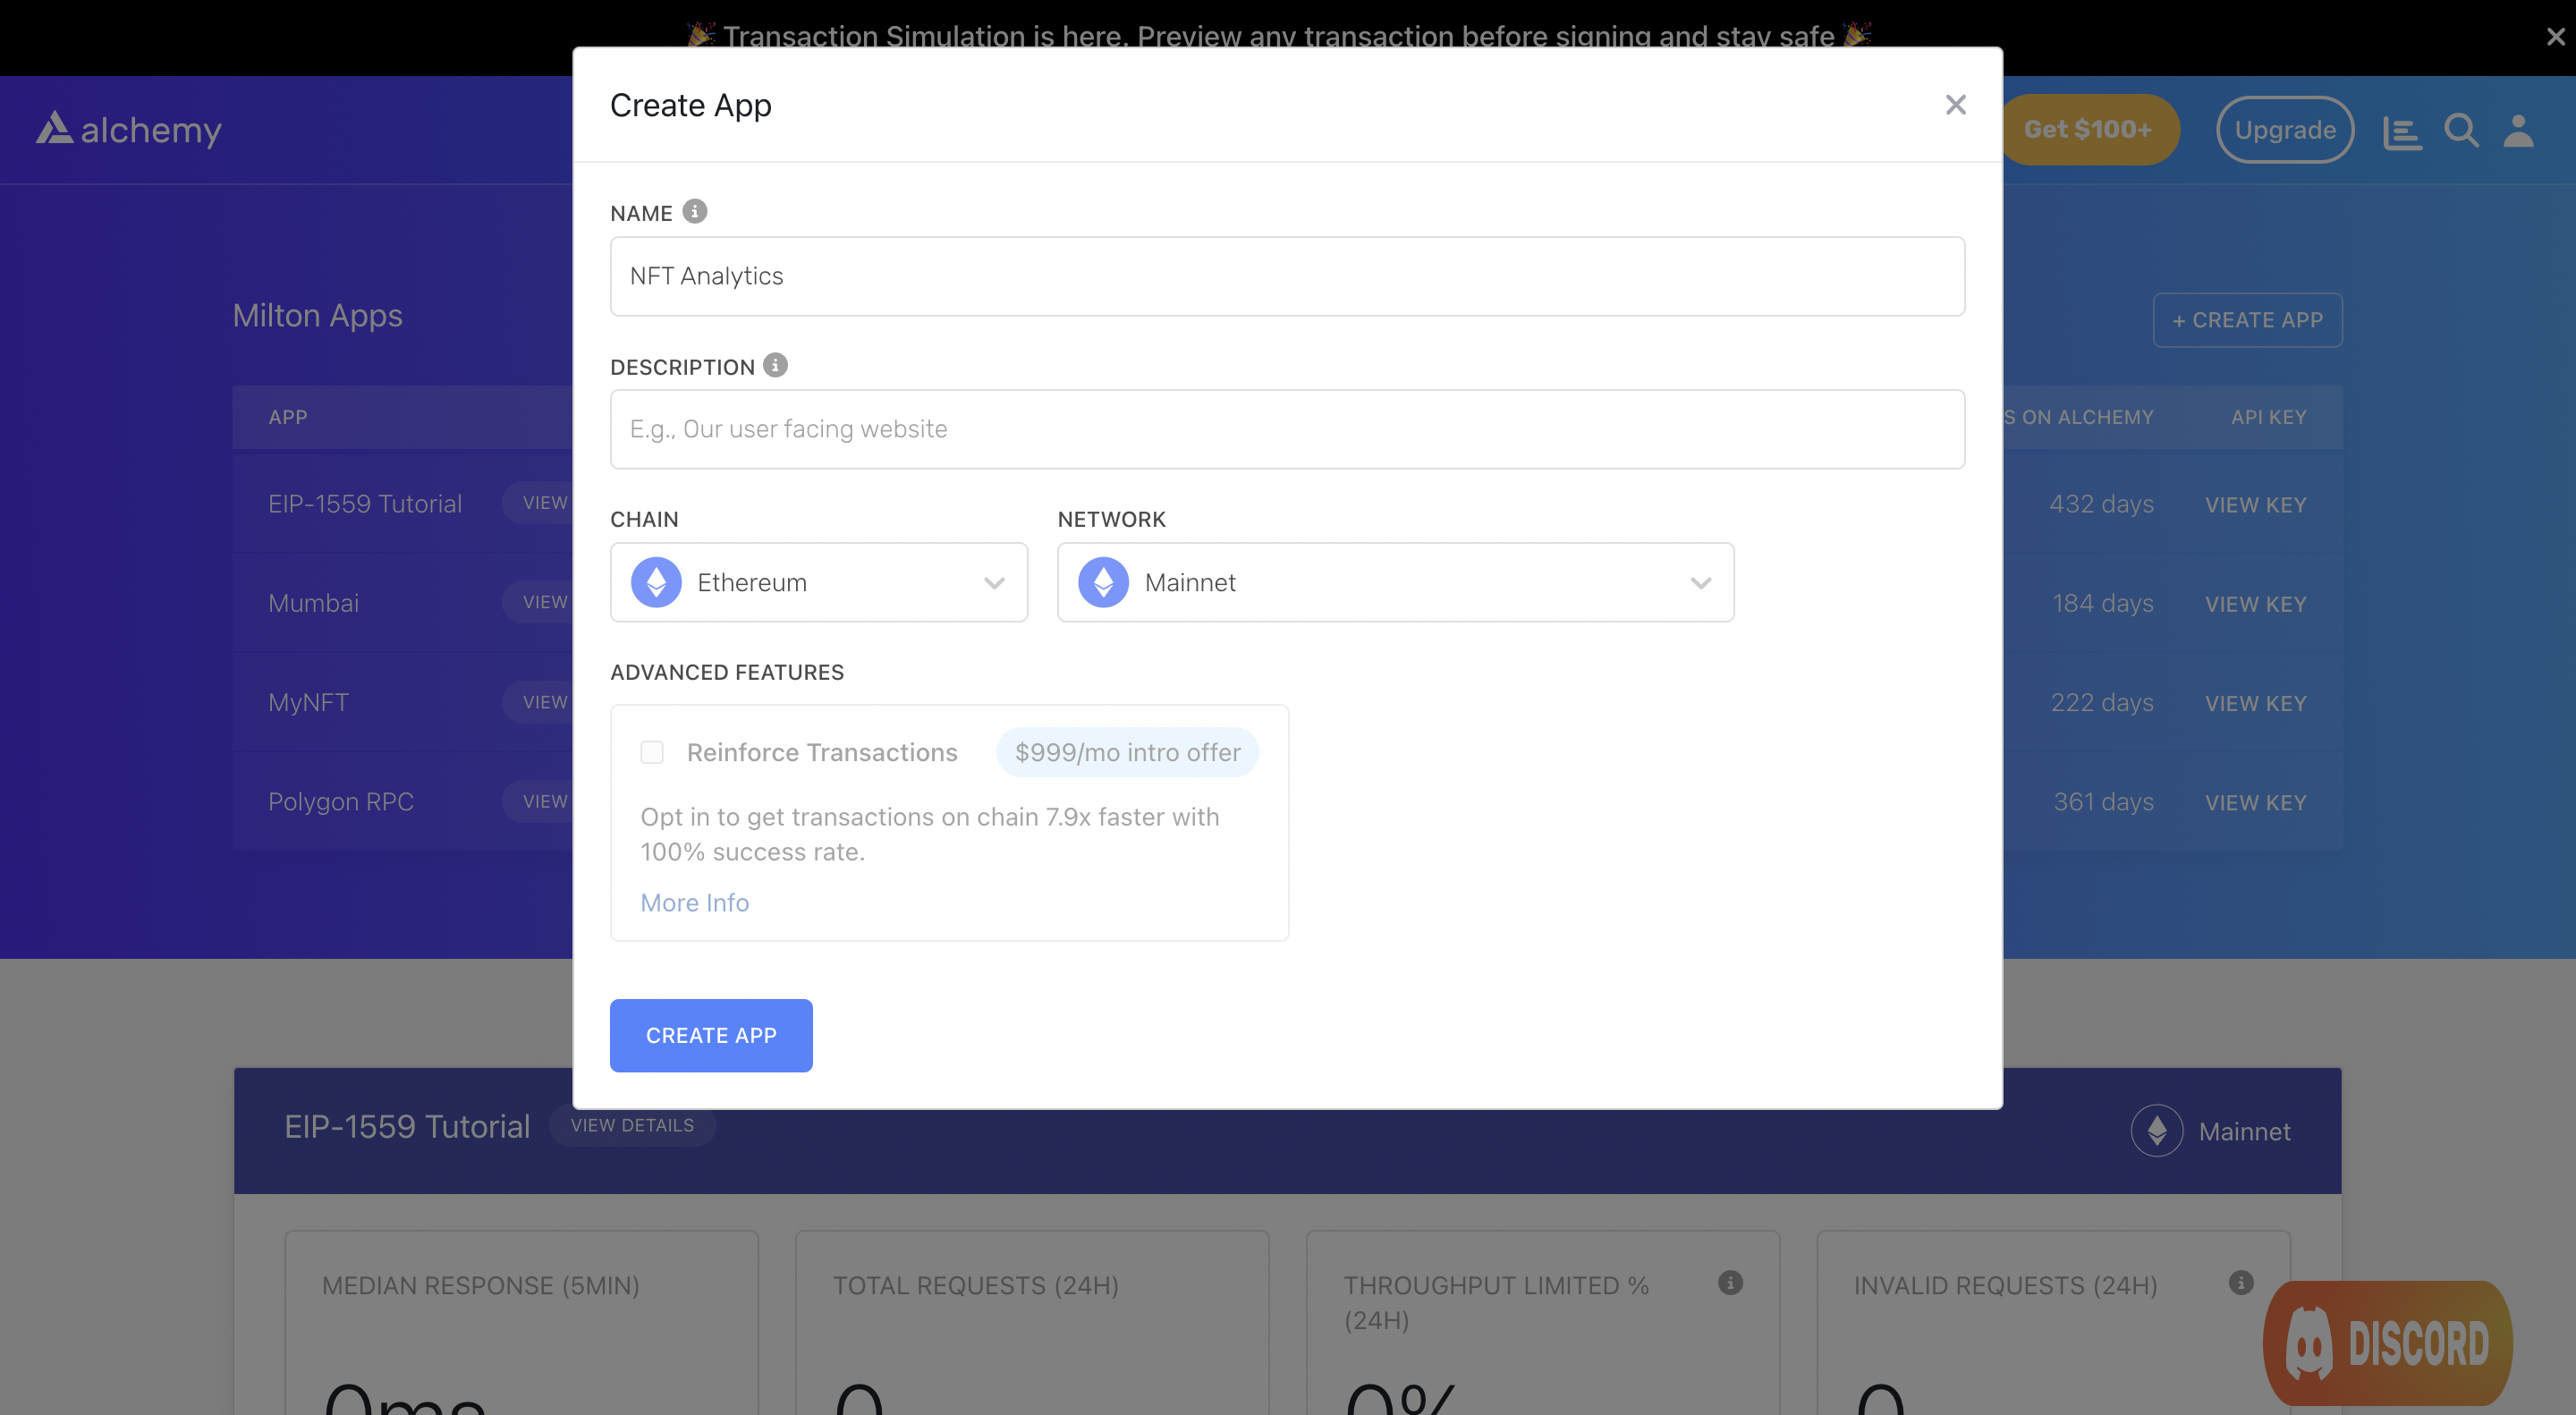 🎉 Transaction Simulation is here. Preview any transaction before signing and stay safe 🎉
alchemy
Get $100+
Upgrade
Create App
NAME
NFT Analytics
DESCRIPTION
E.g., Our user facing website
CHAIN
NETWORK
Ethereum
Mainnet
ADVANCED FEATURES
Reinforce Transactions
$999/mo intro offer
Opt in to get transactions on chain 7.9x faster with
100% success rate.
More Info
CREATE APP
Milton Apps
+ CREATE APP
APP
S ON ALCHEMY
API KEY
EIP-1559 Tutorial
VIEW
432 days
VIEW KEY
Mumbai
VIEW
184 days
VIEW KEY
MyNFT
VIEW
222 days
VIEW KEY
Polygon RPC
VIEW
361 days
VIEW KEY
EIP-1559 Tutorial
VIEW DETAILS
Mainnet
MEDIAN RESPONSE (5MIN)
0ms
TOTAL REQUESTS (24H)
0
THROUGHPUT LIMITED %
(24H)
0%
INVALID REQUESTS (24H)
0
DISCORD